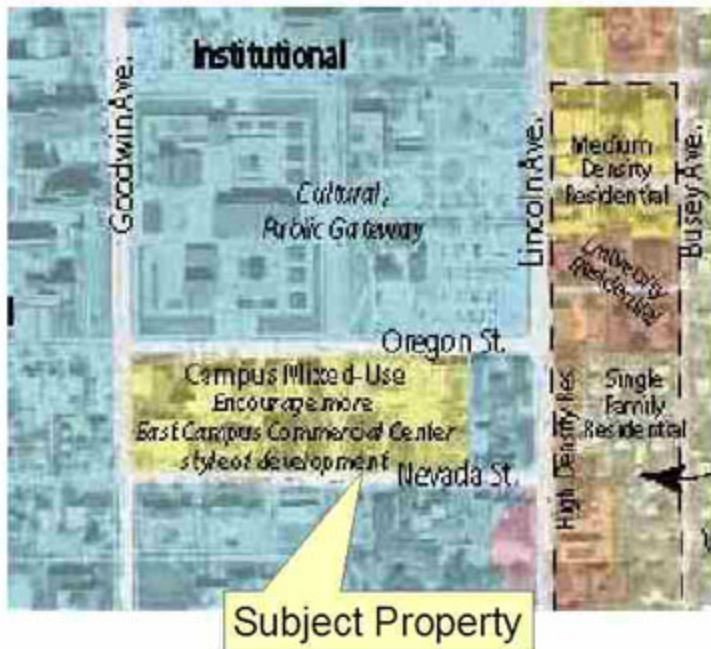 Institutional
Goodwin Ave.
Lincoln Ave.
Busey Ave.
Medium
Density
Residential
Cultural,
Public Gateway
University
Residential
Oregon St.
Campus Mixed-Use
Encourage more
East Campus Commercial Center
style of development
High Density Res.
Single
Family
Residential
Nevada St.
Subject Property